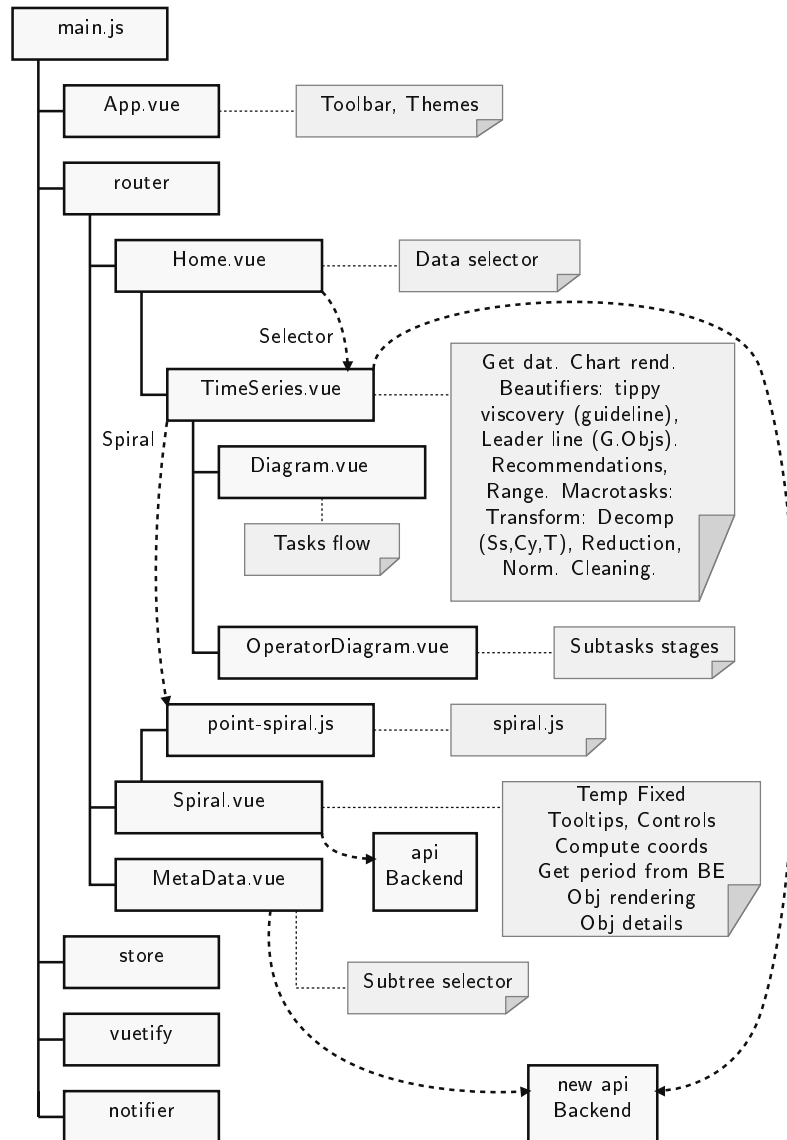 main.js
App.vue
Toolbar, Themes
router
Home.vue
Data selector
Selector
TimeSeries.vue
Get dat. Chart rend.
Beautifiers: tippy
viscovery (guideline),
Leader line (G.Objs).
Recommendations,
Range. Macrotasks:
Transform: Decomp
(Ss,Cy,T), Reduction,
Norm. Cleaning.
Spiral
Diagram.vue
Tasks flow
OperatorDiagram.vue
Subtasks stages
point-spiral.js
spiral.js
Spiral.vue
Temp Fixed
Tooltips, Controls
Compute coords
Get period from BE
Obj rendering
Obj details
api
Backend
MetaData.vue
store
Subtree selector
vuetify
new api
Backend
notifier